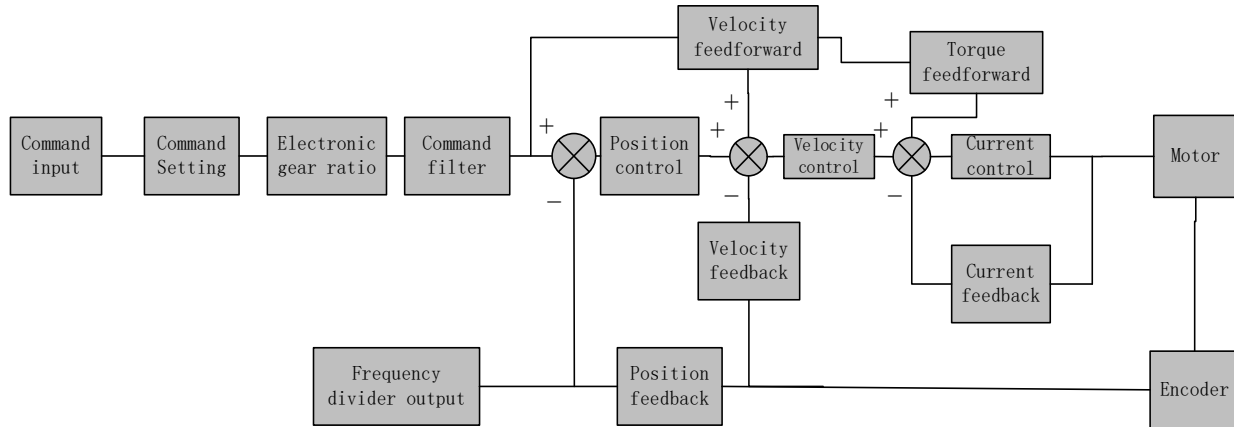 Velocity
feedforward
Torque
feedforward
+
+
+
+
+
Command
input
Command
Setting
Electronic
gear ratio
Command
filter
Position
control
Velocity
control
Current
control
Motor
−
−
−
Velocity
feedback
Current
feedback
Frequency
divider output
Position
feedback
Encoder